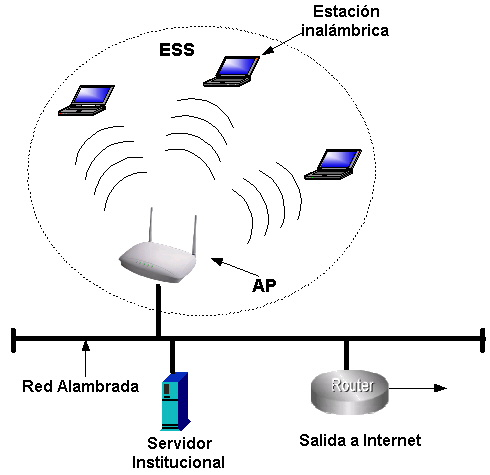 Estación
inalámbrica
ESS
AP
Red Alambrada
Router
Servidor
Institucional
Salida a Internet